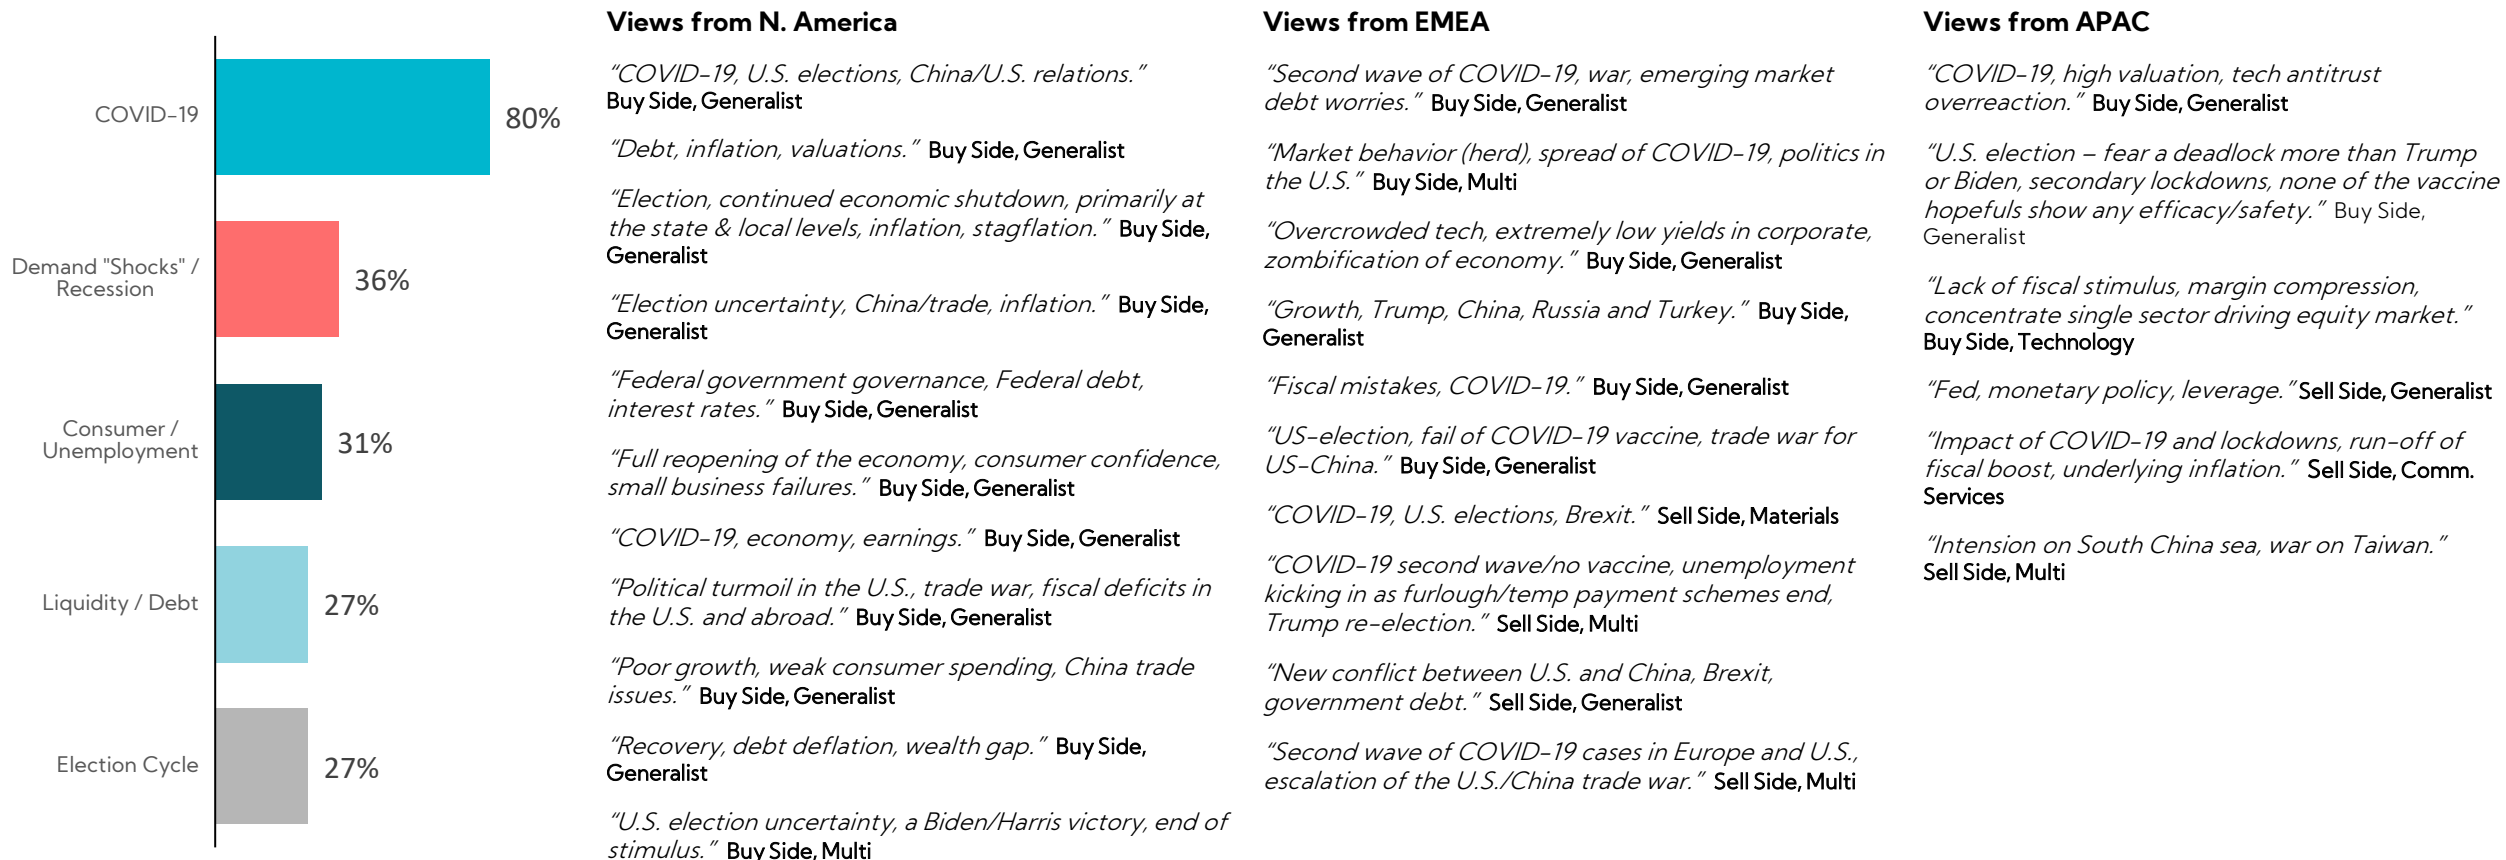 COVID-19
80%
Demand "Shocks" /
Recession
36%
Consumer /
Unemployment
31%
Liquidity / Debt
27%
Election Cycle
27%
Views from N. America
“COVID-19, U.S. elections, China/U.S. relations.”
Buy Side, Generalist
“Debt, inflation, valuations.” Buy Side, Generalist
“Election, continued economic shutdown, primarily at
the state & local levels, inflation, stagflation.” Buy Side,
Generalist
“Election uncertainty, China/trade, inflation.” Buy Side,
Generalist
“Federal government governance, Federal debt,
interest rates.” Buy Side, Generalist
“Full reopening of the economy, consumer confidence,
small business failures.” Buy Side, Generalist
“COVID-19, economy, earnings.” Buy Side, Generalist
“Political turmoil in the U.S., trade war, fiscal deficits in
the U.S. and abroad.” Buy Side, Generalist
“Poor growth, weak consumer spending, China trade
issues.” Buy Side, Generalist
“Recovery, debt deflation, wealth gap.” Buy Side,
Generalist
“U.S. election uncertainty, a Biden/Harris victory, end of
stimulus.” Buy Side, Multi
Views from EMEA
“Second wave of COVID-19, war, emerging market
debt worries.” Buy Side, Generalist
“Market behavior (herd), spread of COVID-19, politics in
the U.S.” Buy Side, Multi
“Overcrowded tech, extremely low yields in corporate,
zombification of economy.” Buy Side, Generalist
“Growth, Trump, China, Russia and Turkey.” Buy Side,
Generalist
“Fiscal mistakes, COVID-19.” Buy Side, Generalist
“US-election, fail of COVID-19 vaccine, trade war for
US-China.” Buy Side, Generalist
“COVID-19, U.S. elections, Brexit.” Sell Side, Materials
“COVID-19 second wave/no vaccine, unemployment
kicking in as furlough/temp payment schemes end,
Trump re-election.” Sell Side, Multi
“New conflict between U.S. and China, Brexit,
government debt.” Sell Side, Generalist
“Second wave of COVID-19 cases in Europe and U.S.,
escalation of the U.S./China trade war.” Sell Side, Multi
Views from APAC
“COVID-19, high valuation, tech antitrust
overreaction.” Buy Side, Generalist
“U.S. election – fear a deadlock more than Trump
or Biden, secondary lockdowns, none of the vaccine
hopefuls show any efficacy/safety.” Buy Side,
Generalist
“Lack of fiscal stimulus, margin compression,
concentrate single sector driving equity market.”
Buy Side, Technology
“Fed, monetary policy, leverage.” Sell Side, Generalist
“Impact of COVID-19 and lockdowns, run-off of
fiscal boost, underlying inflation.” Sell Side, Comm.
Services
“Intension on South China sea, war on Taiwan.”
Sell Side, Multi